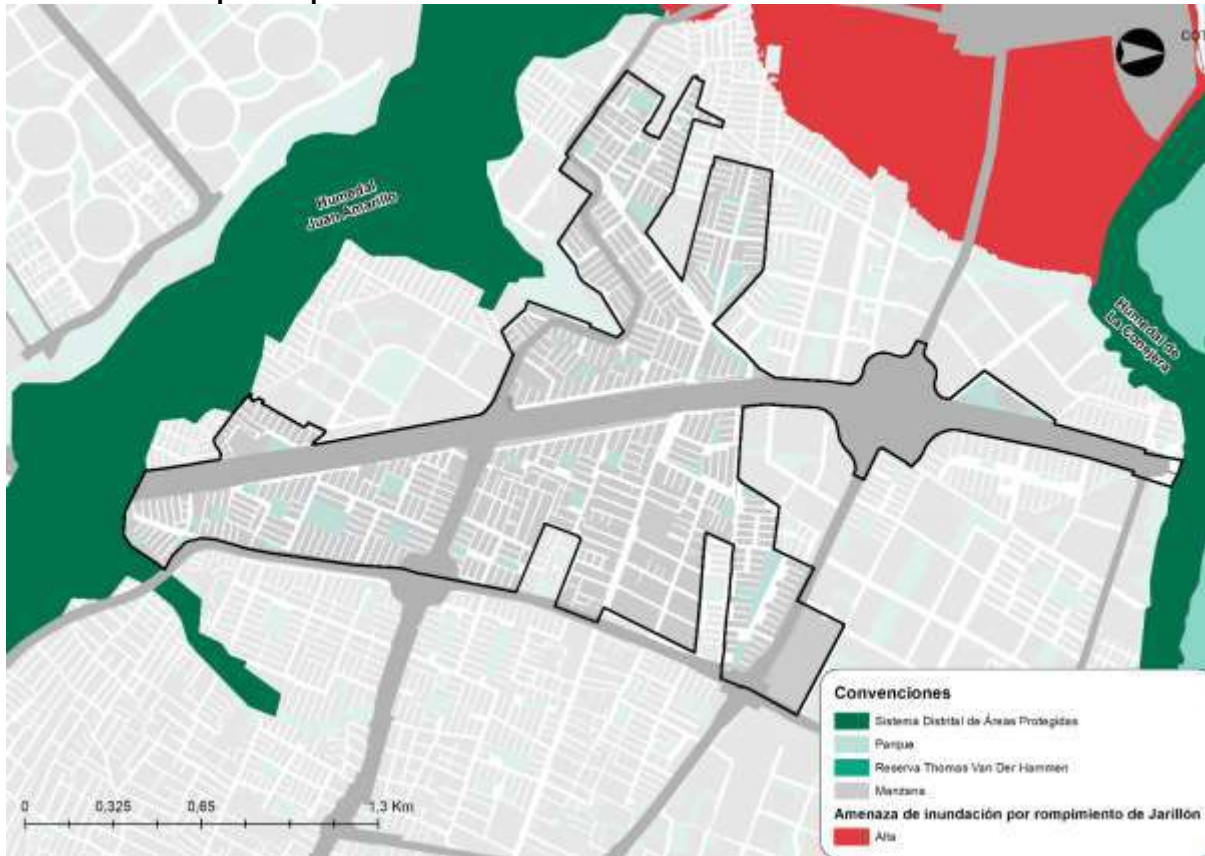 COT
Humedal
Juan Amarillo
Humedal de
La Conejera
Convenciones
Sistema Distrital de Áreas Protegidas
Parque
Reserva Thomas Van Der Hammen
Manzana
Amenaza de inundación por rompimiento de Jarillón
Alta
0 0,325 0,65 1,3 Km